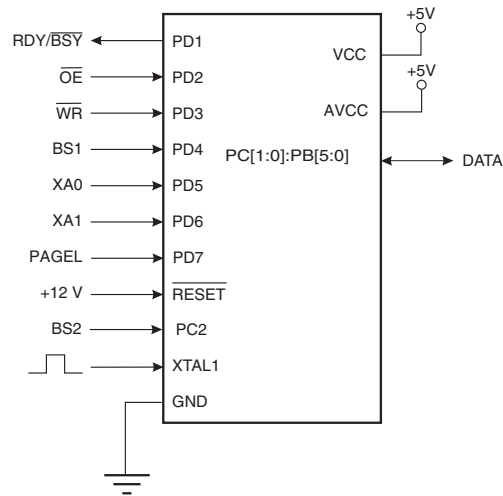 +5V
RDY/BSY PD1
VCC
OE PD2
+5V
WR PD3
AVCC
BS1 PD4
PC[1:0]:PB[5:0]
DATA
XA0 PD5
XA1 PD6
PAGEL PD7
+12 V RESET
BS2 PC2
XTAL1
GND